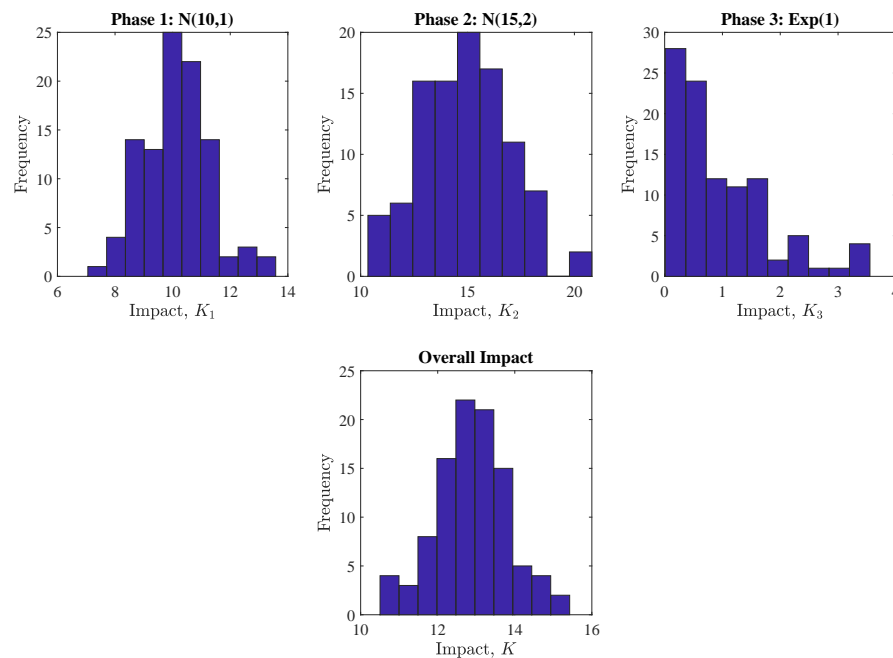 Phase 1: N(10,1)
25
20
15
10
5
0
Frequency
6 8 10 12 14
Impact, K₁
Phase 2: N(15,2)
20
15
10
5
0
Frequency
10 15 20
Impact, K₂
Phase 3: Exp(1)
30
25
20
15
10
5
0
Frequency
0 1 2 3 4
Impact, K₃
Overall Impact
25
20
15
10
5
0
Frequency
10 12 14 16
Impact, K